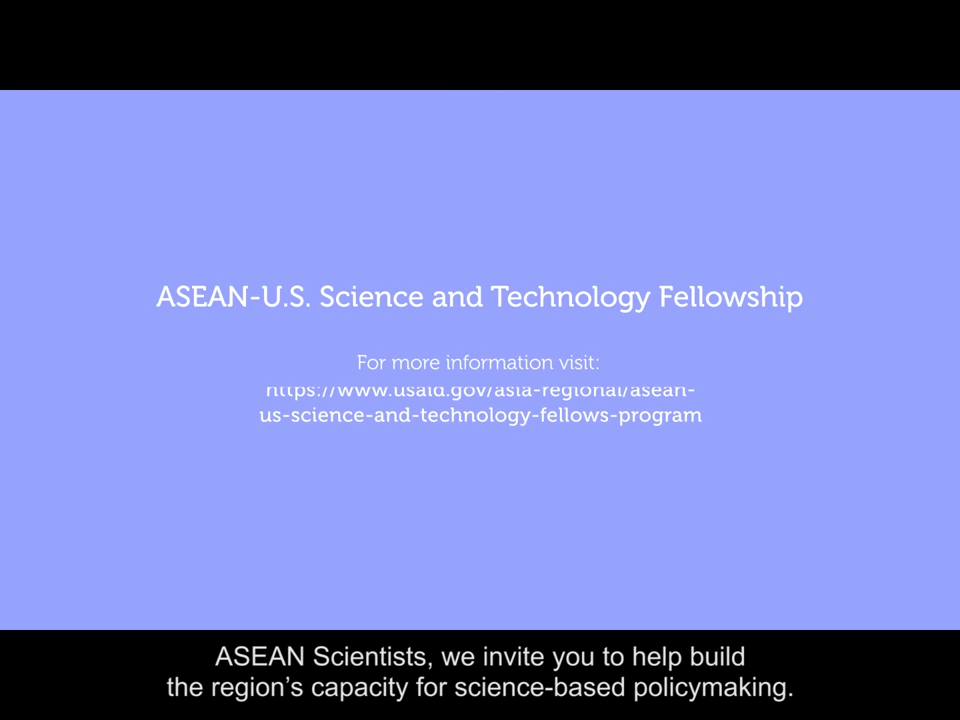 ASEAN-U.S. Science and Technology Fellowship
For more information visit:
https://www.usaid.gov/asia-regional/asean-
us-science-and-technology-fellows-program
ASEAN Scientists, we invite you to help build
the region’s capacity for science-based policymaking.